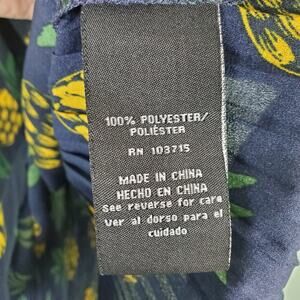 100% POLYESTER/
POLIÉSTER
RN 103715
MADE IN CHINA
HECHO EN CHINA
See reverse for care
Ver al dorso para el
cuidado